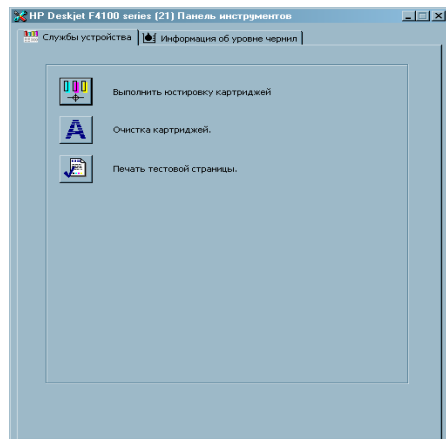 HP Deskjet F4100 series (21) Панель инструментов
Службы устройства
Информация об уровне чернил
Выполнить юстировку картриджей
Очистка картриджей.
Печать тестовой страницы.